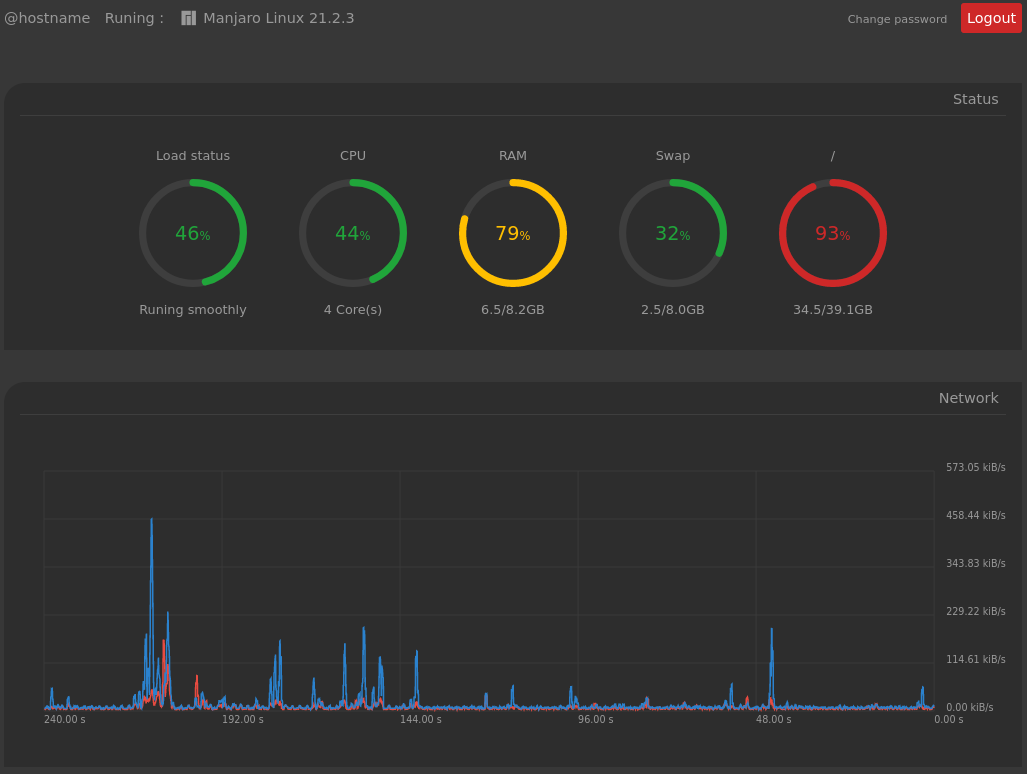 @hostname Runing : Manjaro Linux 21.2.3 Change password Logout
Status
Load status CPU RAM Swap /
46% 44% 79% 32% 93%
Runing smoothly 4 Core(s) 6.5/8.2GB 2.5/8.0GB 34.5/39.1GB
Network
573.05 kiB/s
458.44 kiB/s
343.83 kiB/s
229.22 kiB/s
114.61 kiB/s
0.00 kiB/s
240.00 s 192.00 s 144.00 s 96.00 s 48.00 s 0.00 s